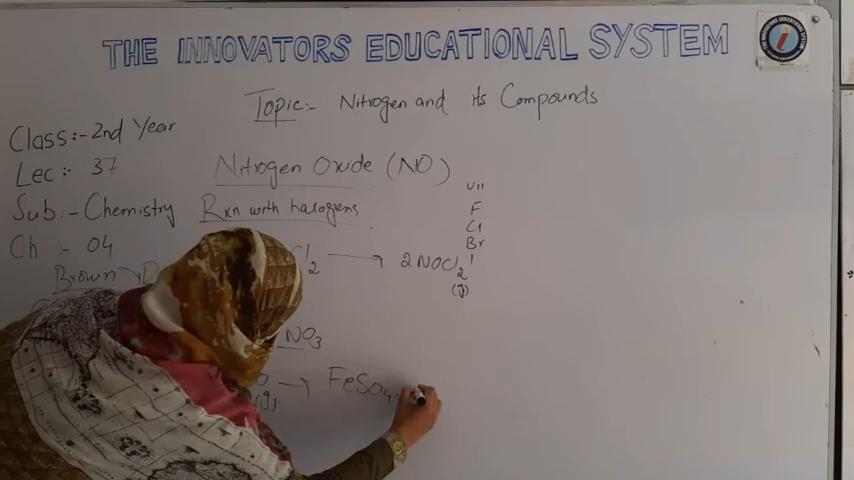 THE INNOVATORS EDUCATIONAL SYSTEM
Topic:- Nitrogen and its Compounds
Class:- 2nd Year
Lec :- 37
Sub :- Chemistry
Ch :- 04
Nitrogen Oxide (NO)
Rxn with halogens
VII
F
Cl
Br
I
Cl2 → 2NOCl2
(g)
Brown
NO3
→ FeSO4
(g)